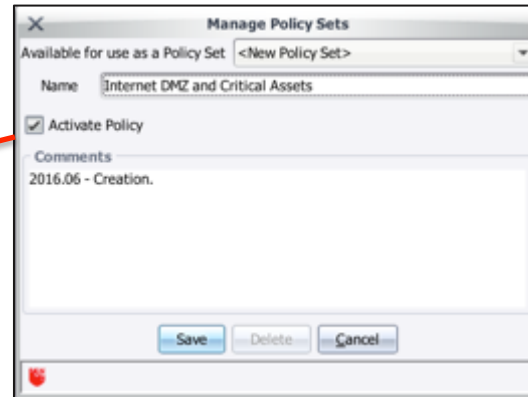 Manage Policy Sets
Available for use as a Policy Set <New Policy Set>
Name Internet DMZ and Critical Assets
Activate Policy
Comments
2016.06 - Creation.
Save Delete Cancel